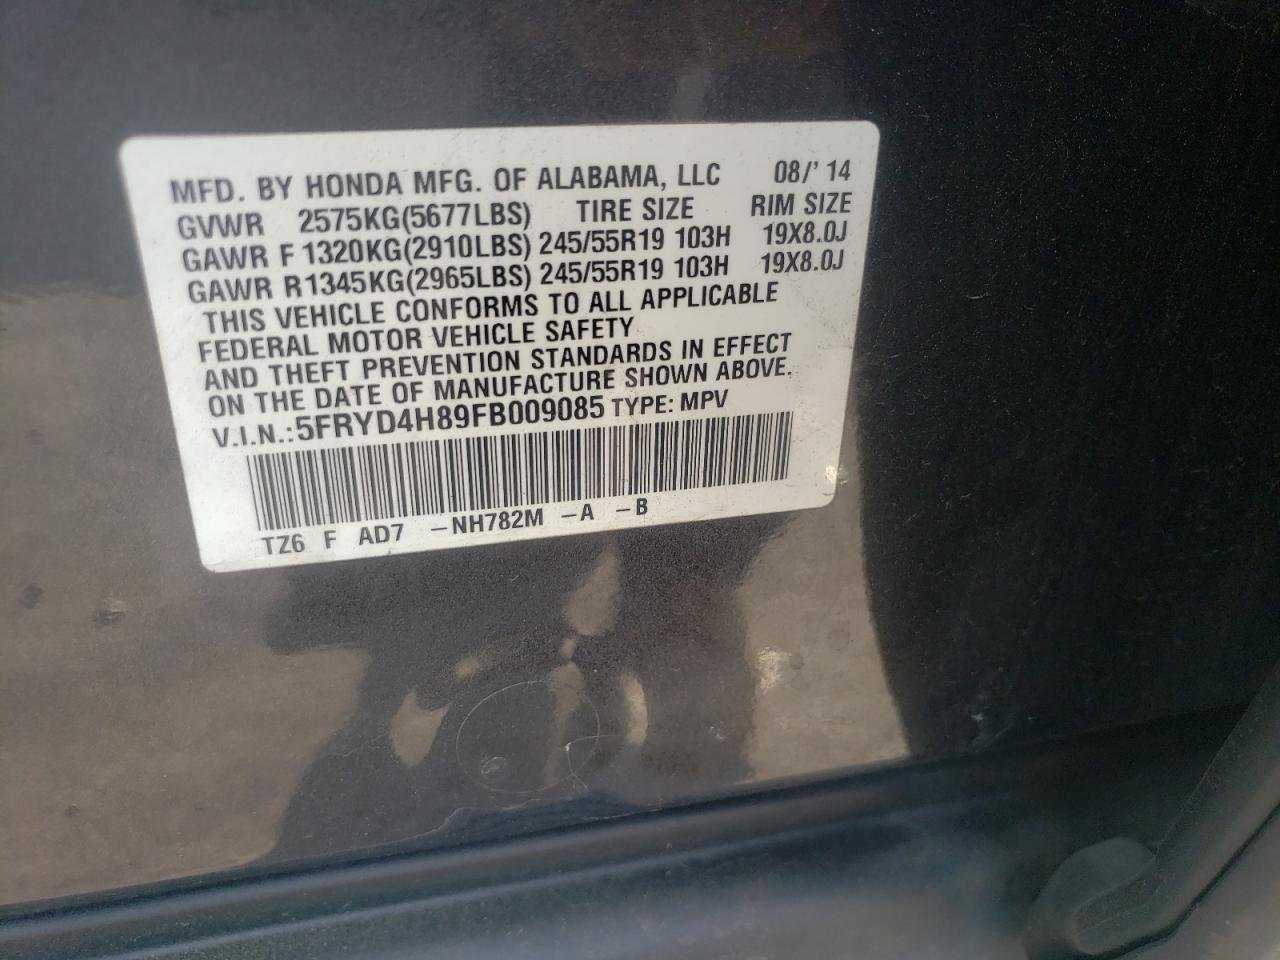 MFD. BY HONDA MFG. OF ALABAMA, LLC 08/' 14
GVWR 2575KG(5677LBS) TIRE SIZE RIM SIZE
GAWR F 1320KG(2910LBS) 245/55R19 103H 19X8.0J
GAWR R1345KG(2965LBS) 245/55R19 103H 19X8.0J
THIS VEHICLE CONFORMS TO ALL APPLICABLE
FEDERAL MOTOR VEHICLE SAFETY
AND THEFT PREVENTION STANDARDS IN EFFECT
ON THE DATE OF MANUFACTURE SHOWN ABOVE.
V.I.N.:5FRYD4H89FB009085 TYPE: MPV
TZ6 F AD7 -NH782M -A -B